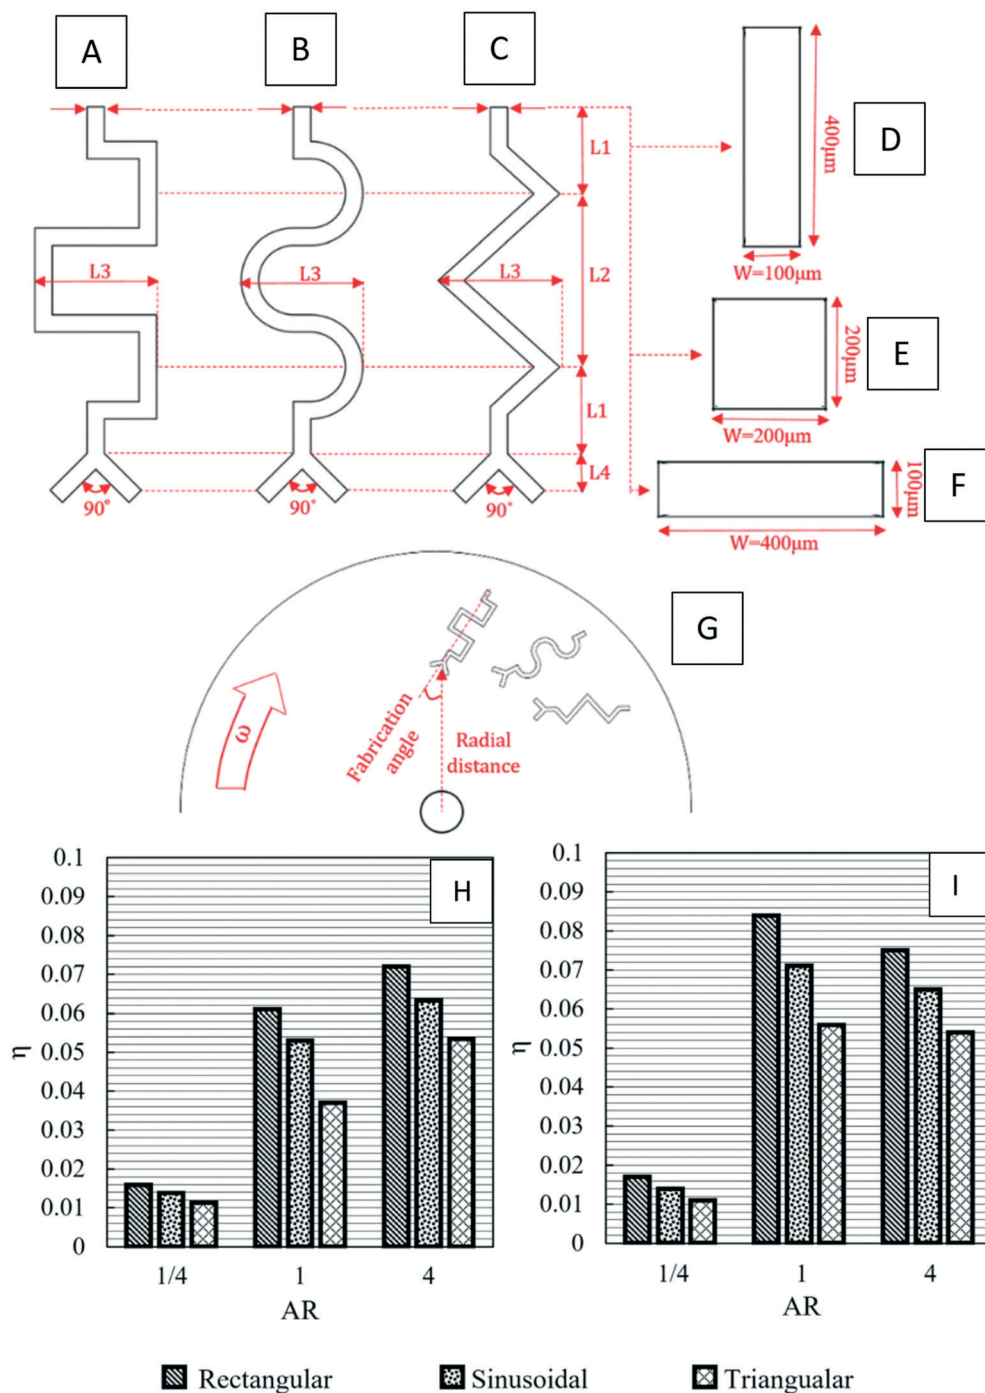 A
B
C
L1
400μm
D
W=100μm
L3
L3
L3
L2
200μm
E
W=200μm
L1
L4
100μm
F
90°
90°
90°
W=400μm
G
ω
Fabrication
angle
Radial
distance
0.1
0.09
0.08
0.07
0.06
0.05
0.04
0.03
0.02
0.01
0
η
H
1/4
1
4
AR
0.1
0.09
0.08
0.07
0.06
0.05
0.04
0.03
0.02
0.01
0
η
I
1/4
1
4
AR
Rectangular
Sinusoidal
Triangualar